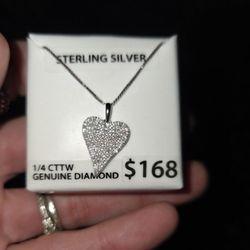 STERLING SILVER
1/4 CTTW
GENUINE DIAMOND $168